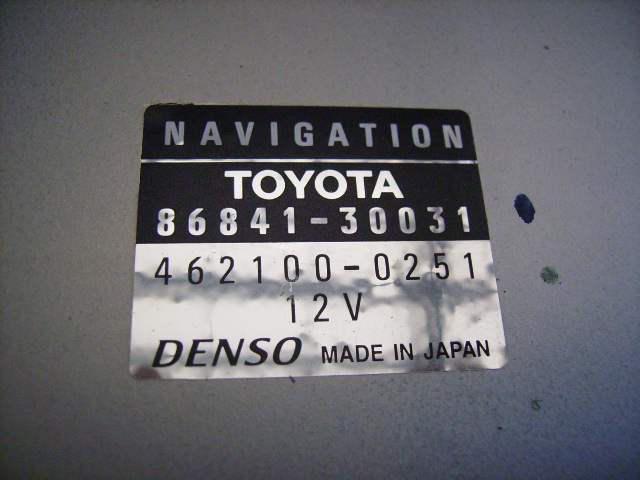 NAVIGATION
TOYOTA
86841-30031
462100-0251
12V
DENSO MADE IN JAPAN